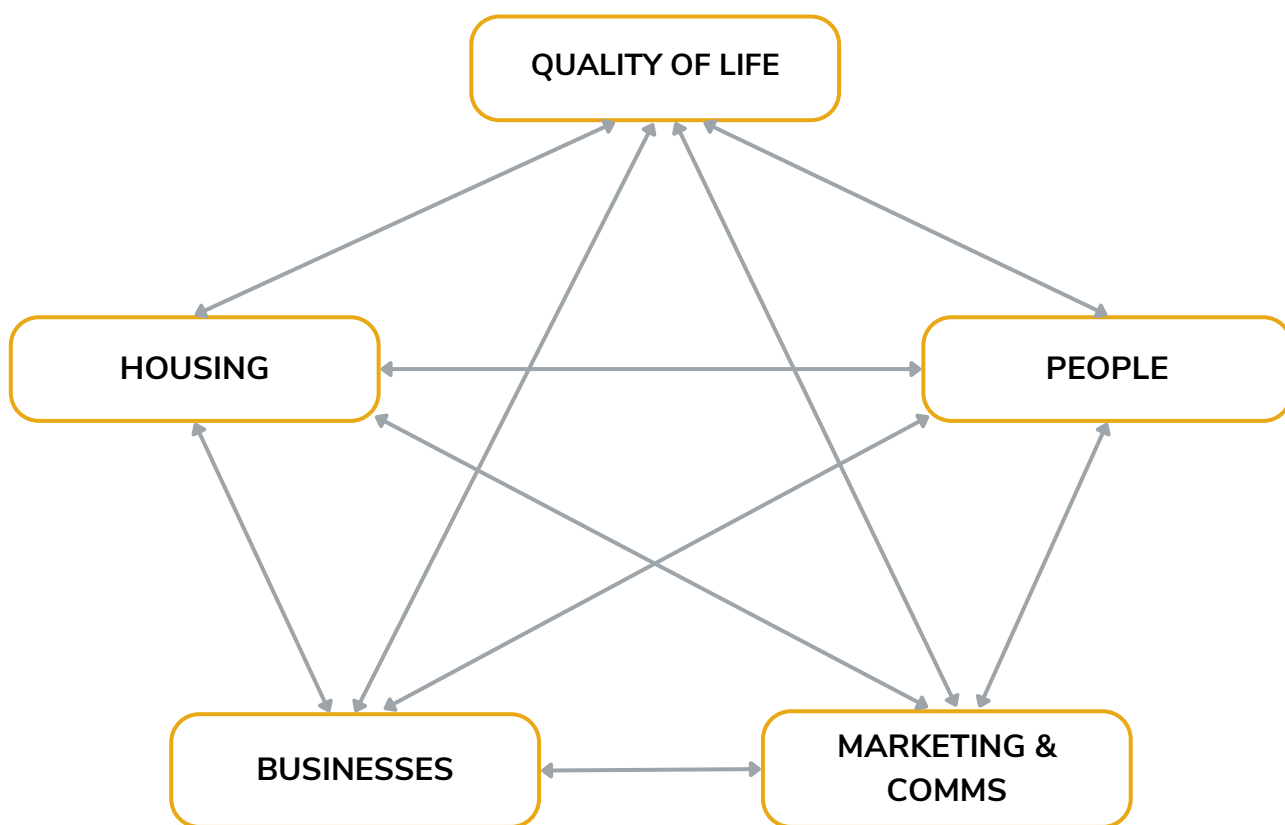 QUALITY OF LIFE
HOUSING
PEOPLE
BUSINESSES
MARKETING &
COMMS